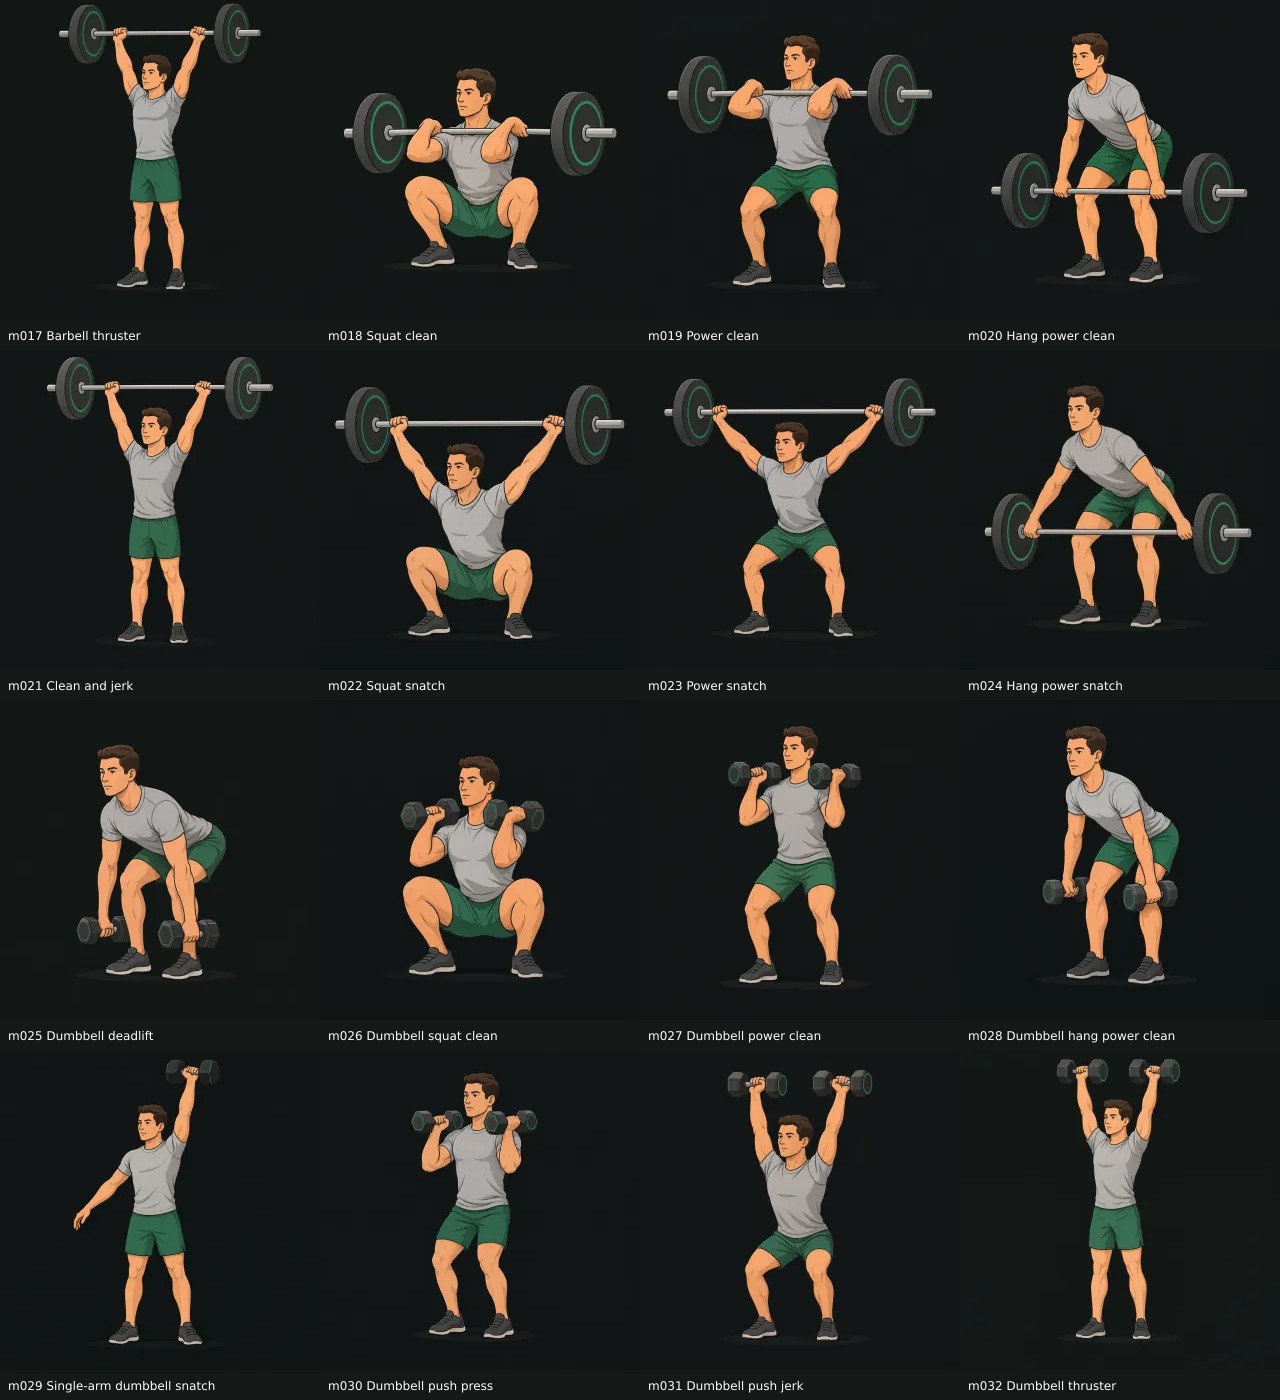 m017 Barbell thruster
m018 Squat clean
m019 Power clean
m020 Hang power clean
m021 Clean and jerk
m022 Squat snatch
m023 Power snatch
m024 Hang power snatch
m025 Dumbbell deadlift
m026 Dumbbell squat clean
m027 Dumbbell power clean
m028 Dumbbell hang power clean
m029 Single-arm dumbbell snatch
m030 Dumbbell push press
m031 Dumbbell push jerk
m032 Dumbbell thruster